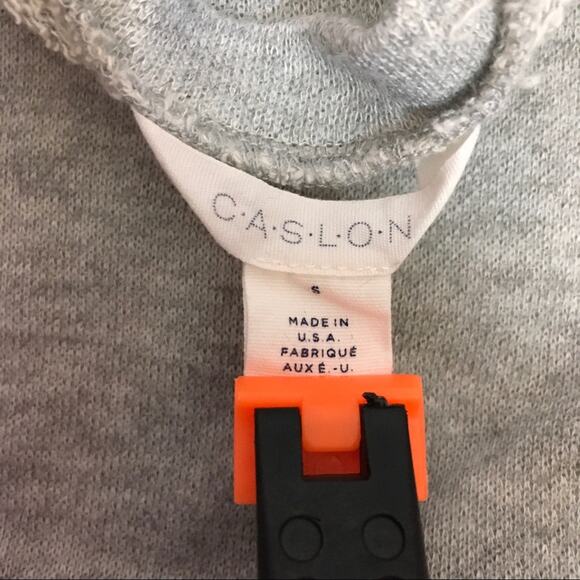 C·A·S·L·O·N
S
MADE IN
U.S.A.
FABRIQUÉ
AUX É.-U.